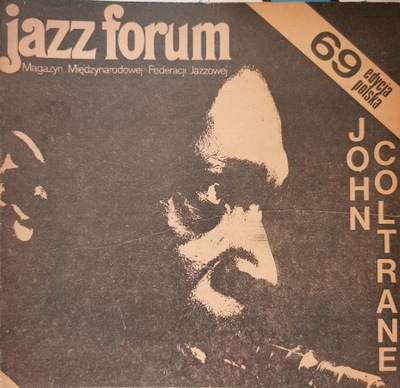 jazz forum
Magazyn Międzynarodowej Federacji Jazzowej
69 edycja
polska
JOHN
COLTRANE